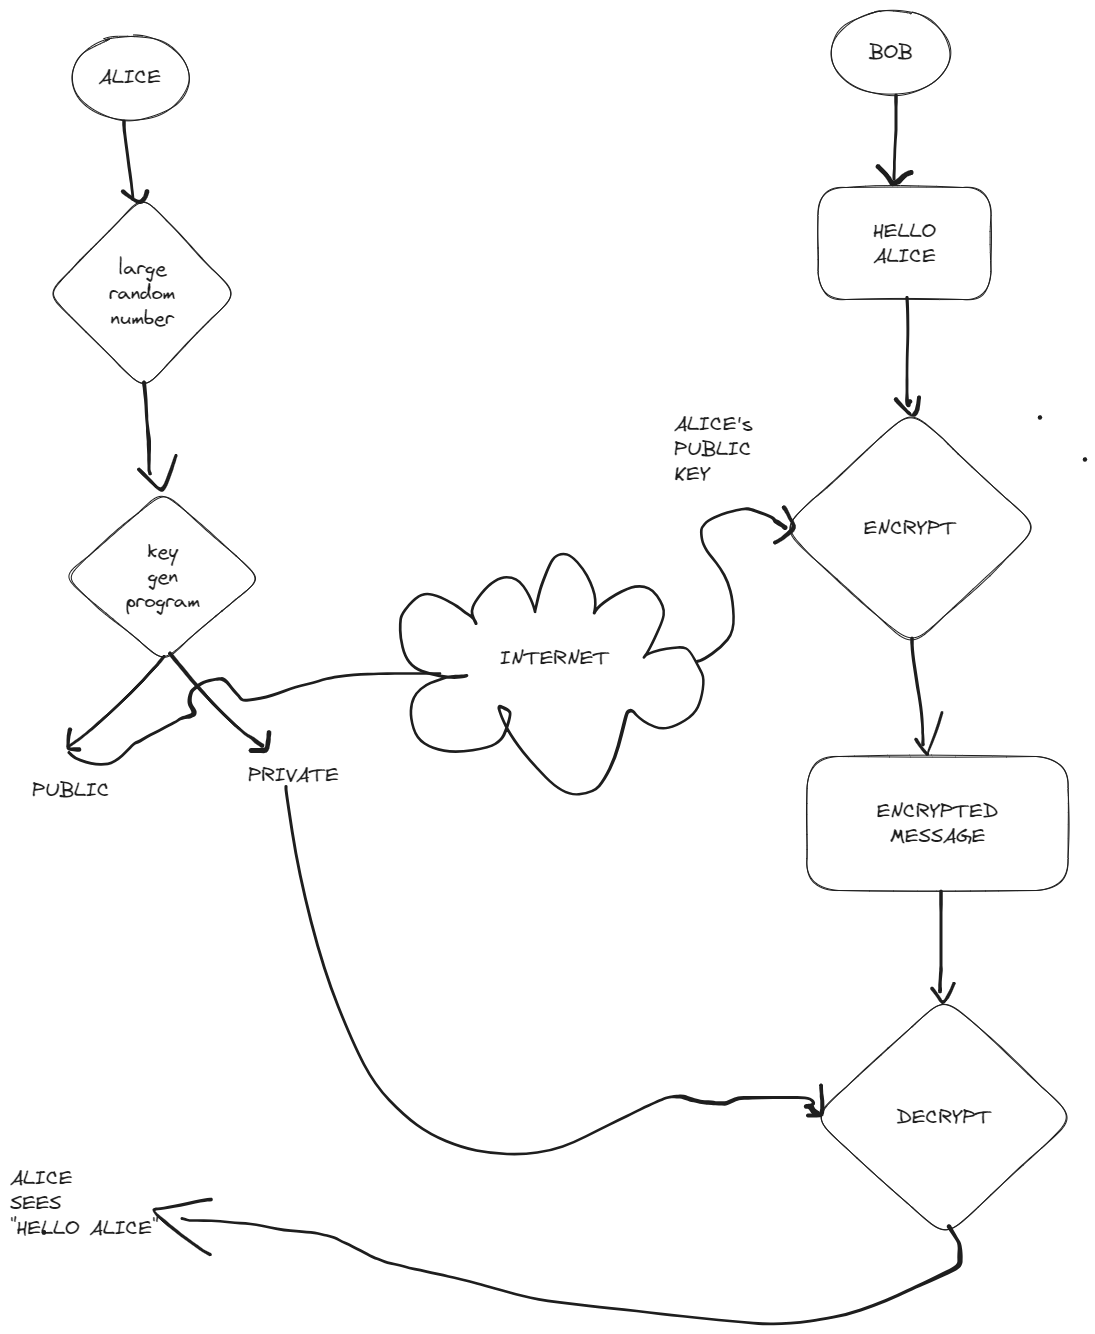 ALICE
BOB
large
random
number
HELLO
ALICE
ALICE's
PUBLIC
KEY
ENCRYPT
key
gen
program
INTERNET
PUBLIC
PRIVATE
ENCRYPTED
MESSAGE
DECRYPT
ALICE
SEES
"HELLO ALICE"